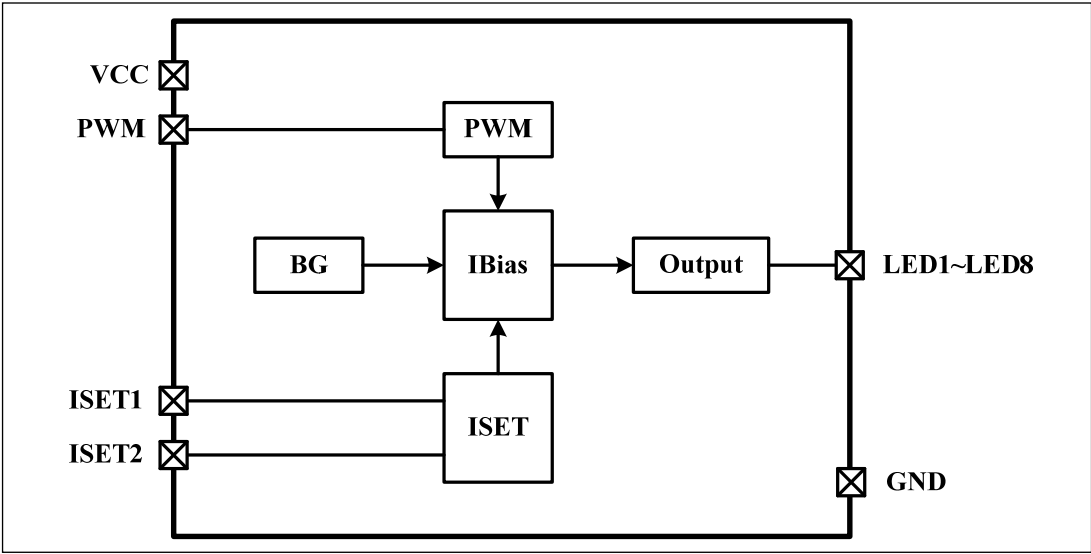 VCC
PWM
PWM
BG
IBias
Output
LED1~LED8
ISET1
ISET
ISET2
GND